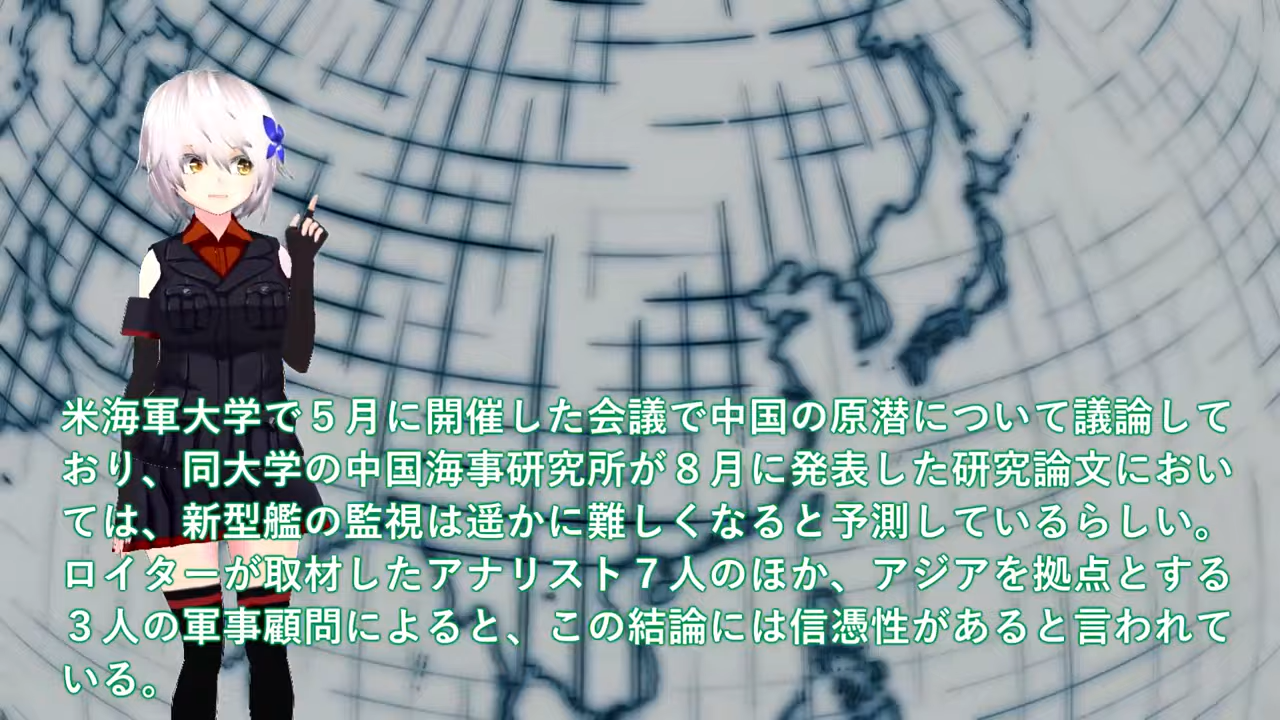 米海軍大学で５月に開催した会議で中国の原潜について議論して
おり、同大学の中国海事研究所が８月に発表した研究論文におい
ては、新型艦の監視は遥かに難しくなると予測しているらしい。
ロイターが取材したアナリスト７人のほか、アジアを拠点とする
３人の軍事顧問によると、この結論には信憑性があると言われて
いる。